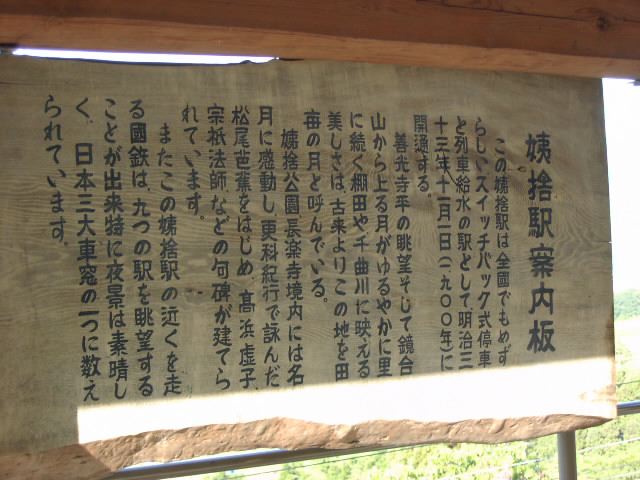 姨捨駅案内板
この姨捨駅は全國でもめず
らしいスイッチバック式停車
と列車給水の駅として明治三
十三年十一月一日(一九〇〇年)に
開通する。
善光寺平の眺望そして鏡台
山から上る月がゆるやかに里
に続く棚田や千曲川に映える
美しさは、古来よりこの地を田
毎の月と呼んでいる。
姨捨公園長楽寺境内には名
月に感動し、更科紀行で詠んだ
松尾芭蕉をはじめ、髙浜虚子、
宗祇法師、などの句碑が建てら
れています。
またこの姨捨駅の近くを走
る國鉄は、九つの駅を眺望する
ことが出来特に夜景は素晴し
く、日本三大車窓の一つに数え
られています。